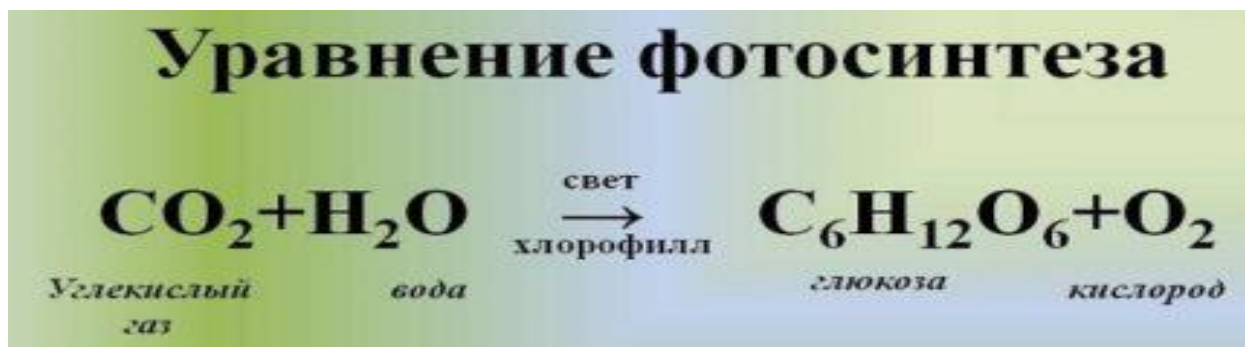 Уравнение фотосинтеза
свет
CO₂+H₂O → C₆H₁₂O₆+O₂
хлорофилл
Углекислый газ вода глюкоза кислород